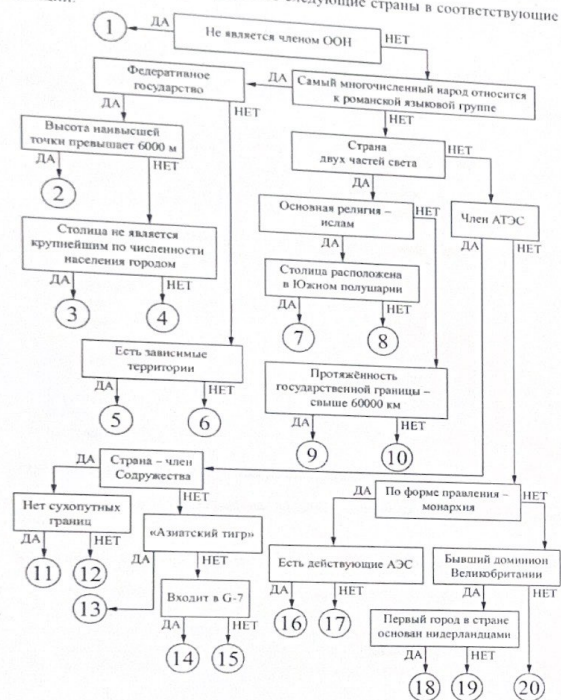 следующие страны в соответствующие
ДА
Не является членом ООН
НЕТ
1
Федеративное
государство
ДА
Самый многочисленный народ относится
к романской языковой группе
ДА
НЕТ
НЕТ
Высота наивысшей
точки превышает 6000 м
Страна
двух частей света
НЕТ
ДА
НЕТ
ДА
2
Основная религия –
ислам
НЕТ
Член АТЭС
Столица не является
крупнейшим по численности
населения городом
ДА
ДА
НЕТ
Столица расположена
в Южном полушарии
ДА
НЕТ
ДА
НЕТ
3
4
7
8
Есть зависимые
территории
Протяжённость
государственной границы –
свыше 60000 км
ДА
НЕТ
5
6
ДА
НЕТ
9
10
ДА
Страна – член
Содружества
НЕТ
ДА
По форме правления –
монархия
НЕТ
Нет сухопутных
границ
«Азиатский тигр»
Есть действующие АЭС
Бывший доминион
Великобритании
ДА
НЕТ
ДА
НЕТ
11
12
13
Входит в G-7
ДА
НЕТ
ДА
НЕТ
16
17
Первый город в стране
основан нидерландцами
ДА
НЕТ
14
15
ДА
НЕТ
18
19
20